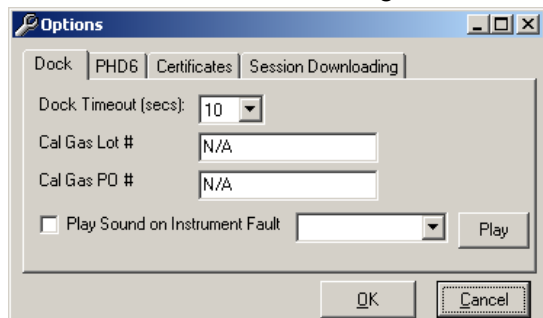 Options
Dock PHD6 Certificates Session Downloading
Dock Timeout (secs): 10
Cal Gas Lot # N/A
Cal Gas PO # N/A
Play Sound on Instrument Fault Play
OK Cancel